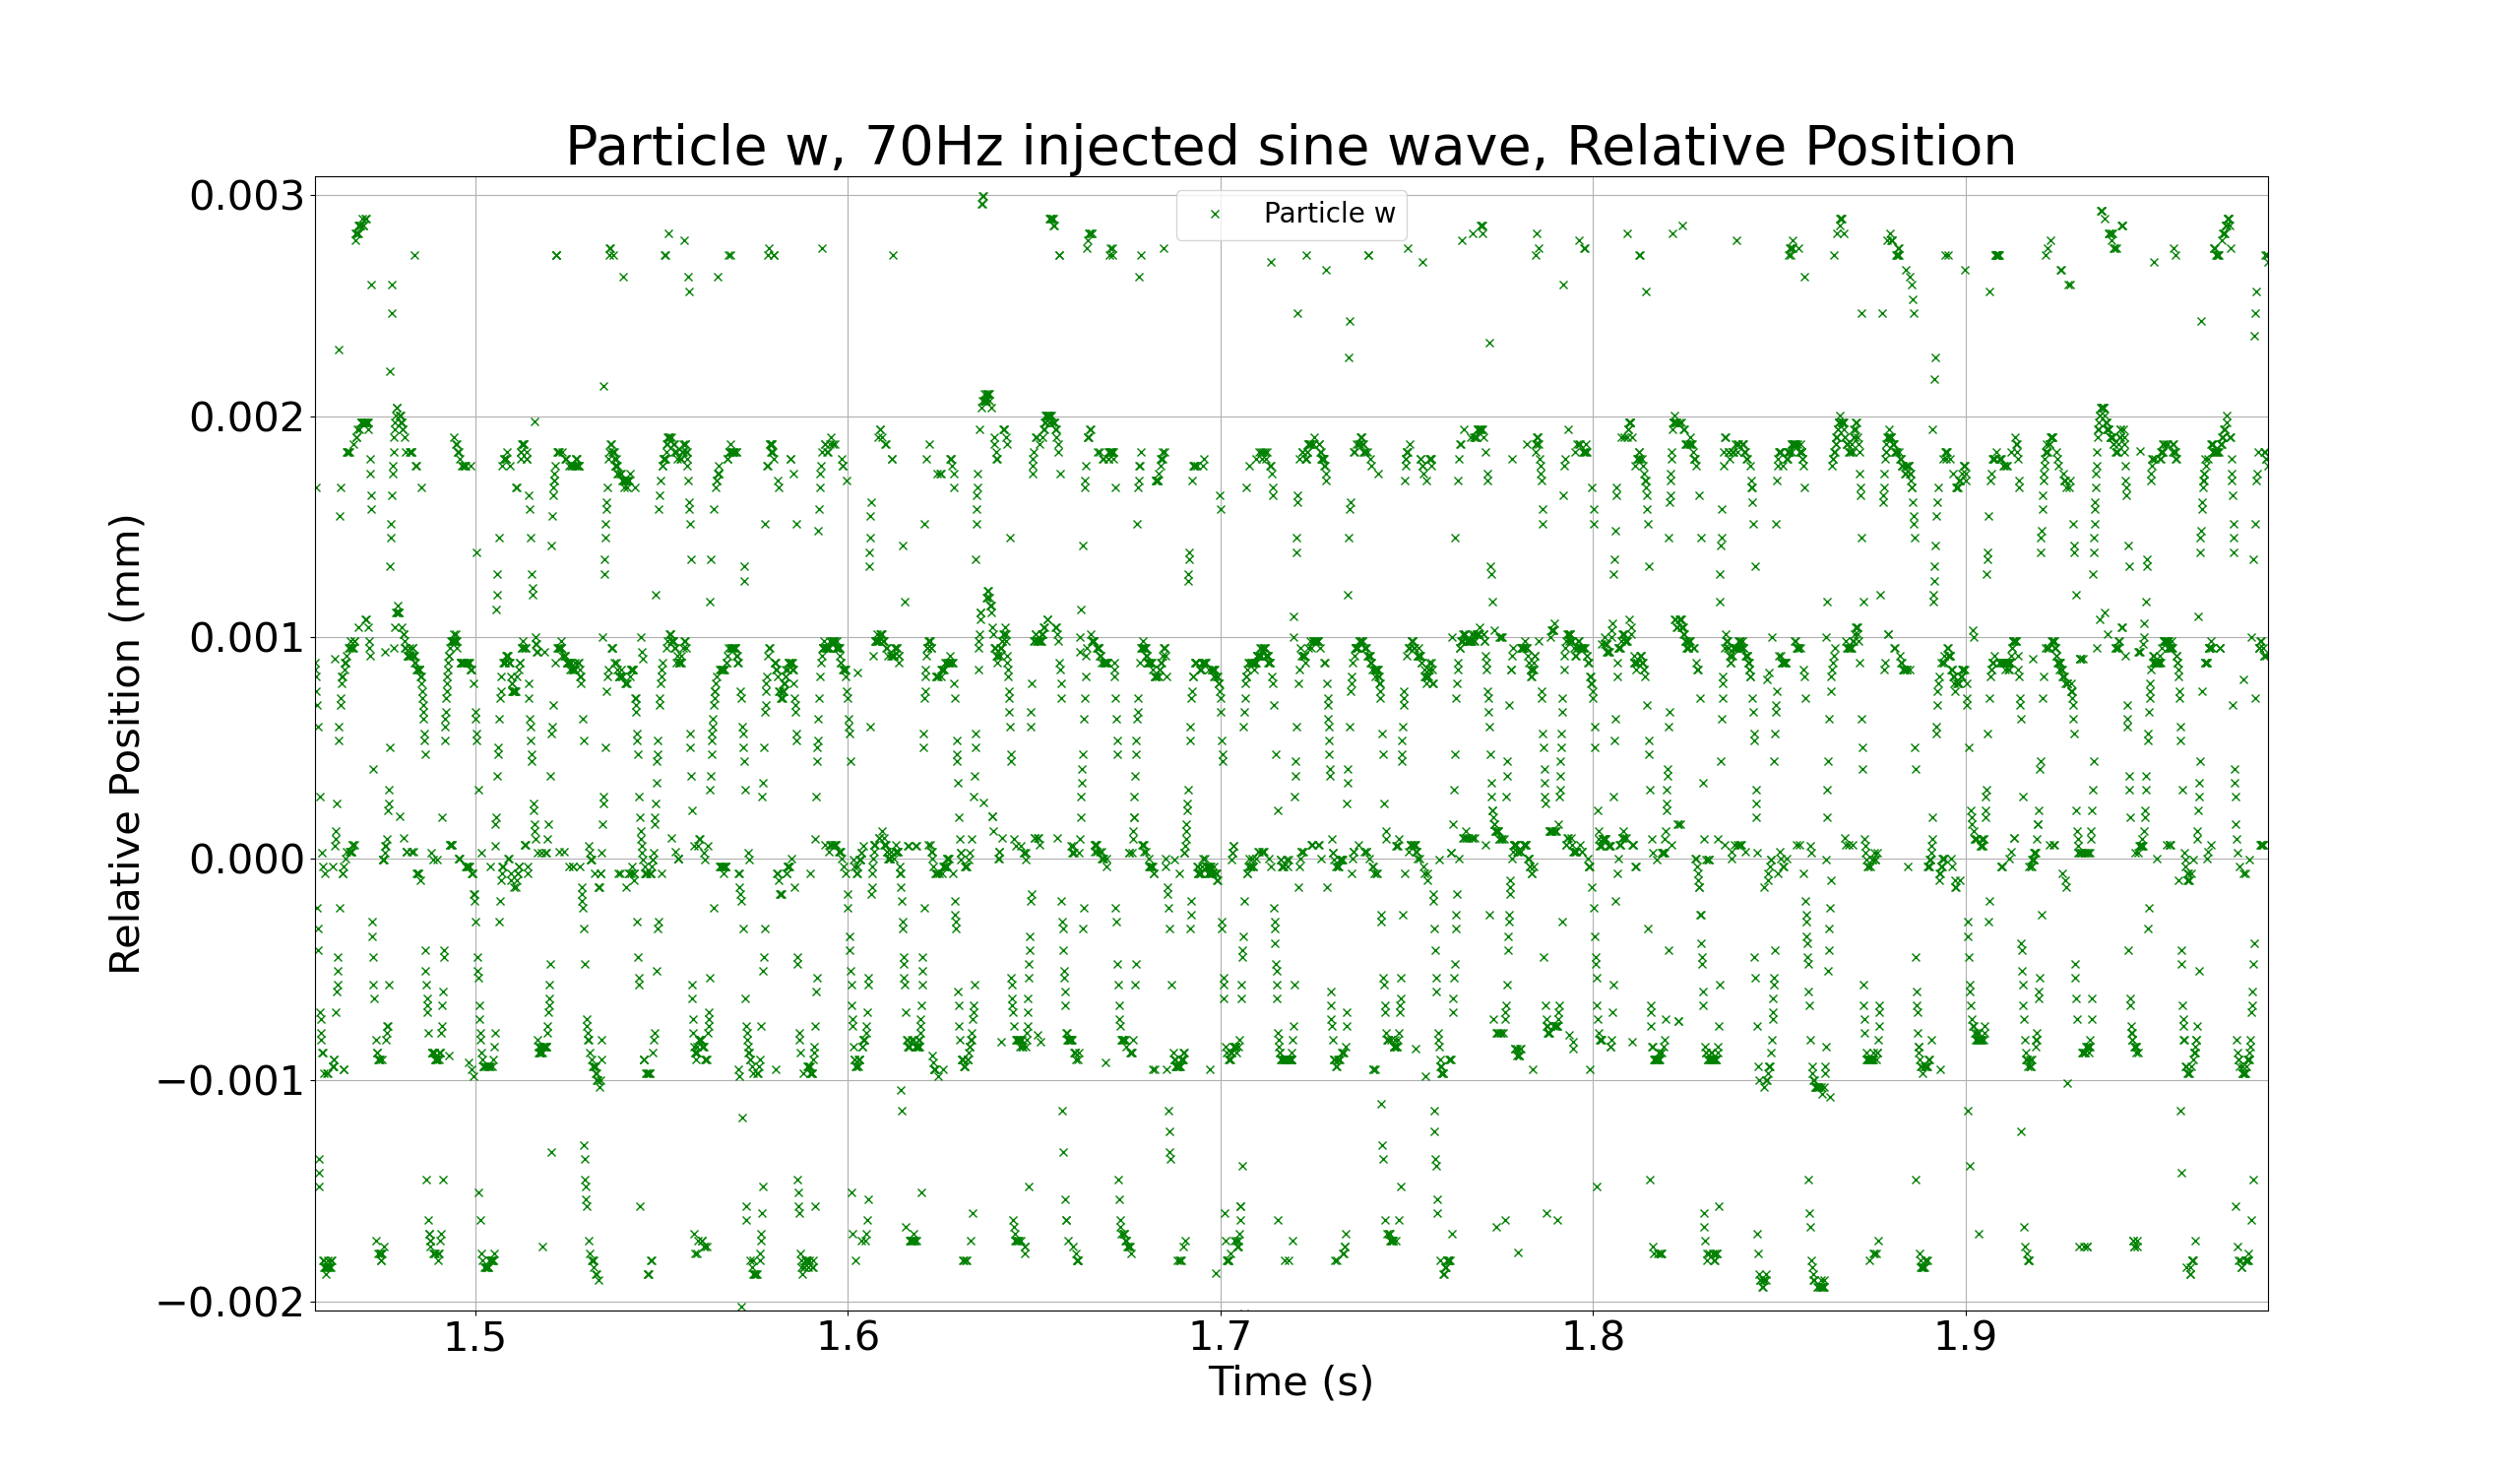 Particle w, 70Hz injected sine wave, Relative Position
Particle w
Relative Position (mm)
0.003
0.002
0.001
0.000
−0.001
−0.002
1.5 1.6 1.7 1.8 1.9
Time (s)